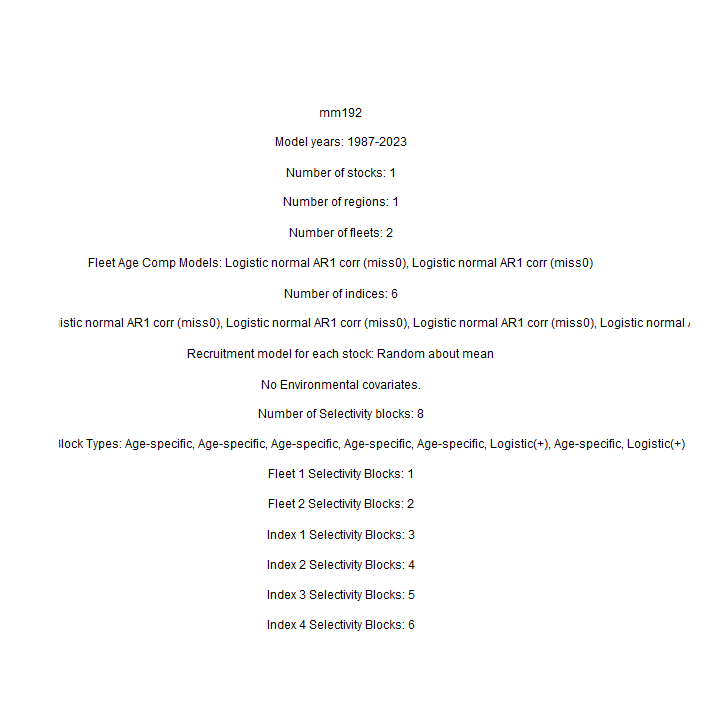 mm192
Model years: 1987-2023
Number of stocks: 1
Number of regions: 1
Number of fleets: 2
Fleet Age Comp Models: Logistic normal AR1 corr (miss0), Logistic normal AR1 corr (miss0)
Number of indices: 6
istic normal AR1 corr (miss0), Logistic normal AR1 corr (miss0), Logistic normal AR1 corr (miss0), Logistic normal
Recruitment model for each stock: Random about mean
No Environmental covariates.
Number of Selectivity blocks: 8
lock Types: Age-specific, Age-specific, Age-specific, Age-specific, Age-specific, Logistic(+), Age-specific, Logistic(+)
Fleet 1 Selectivity Blocks: 1
Fleet 2 Selectivity Blocks: 2
Index 1 Selectivity Blocks: 3
Index 2 Selectivity Blocks: 4
Index 3 Selectivity Blocks: 5
Index 4 Selectivity Blocks: 6